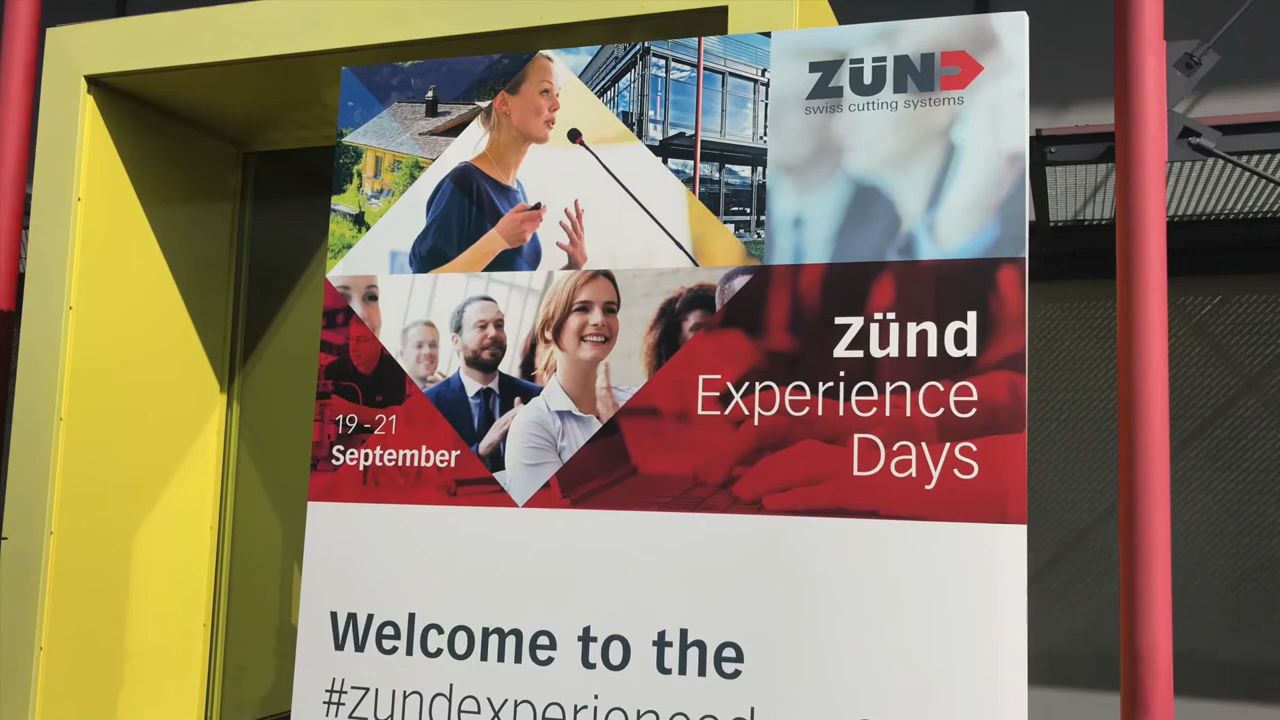 ZÜND
swiss cutting systems
Zünd
Experience
Days
19 - 21
September
Welcome to the